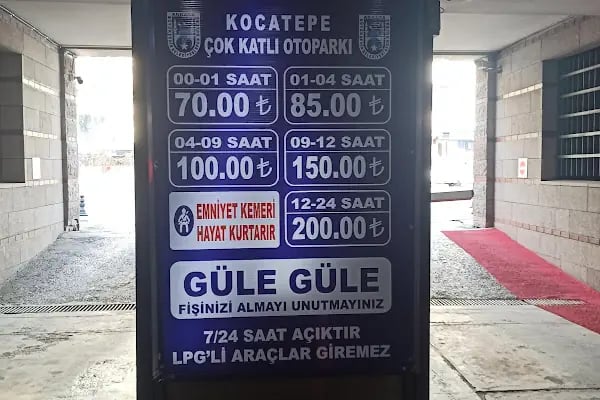 KOCATEPE
ÇOK KATLI OTOPARKI
00-01 SAAT
70.00 ₺
01-04 SAAT
85.00 ₺
04-09 SAAT
100.00 ₺
09-12 SAAT
150.00 ₺
EMNİYET KEMERİ
HAYAT KURTARIR
12-24 SAAT
200.00 ₺
GÜLE GÜLE
FİŞİNİZİ ALMAYI UNUTMAYINIZ
7/24 SAAT AÇIKTIR
LPG'Lİ ARAÇLAR GİREMEZ